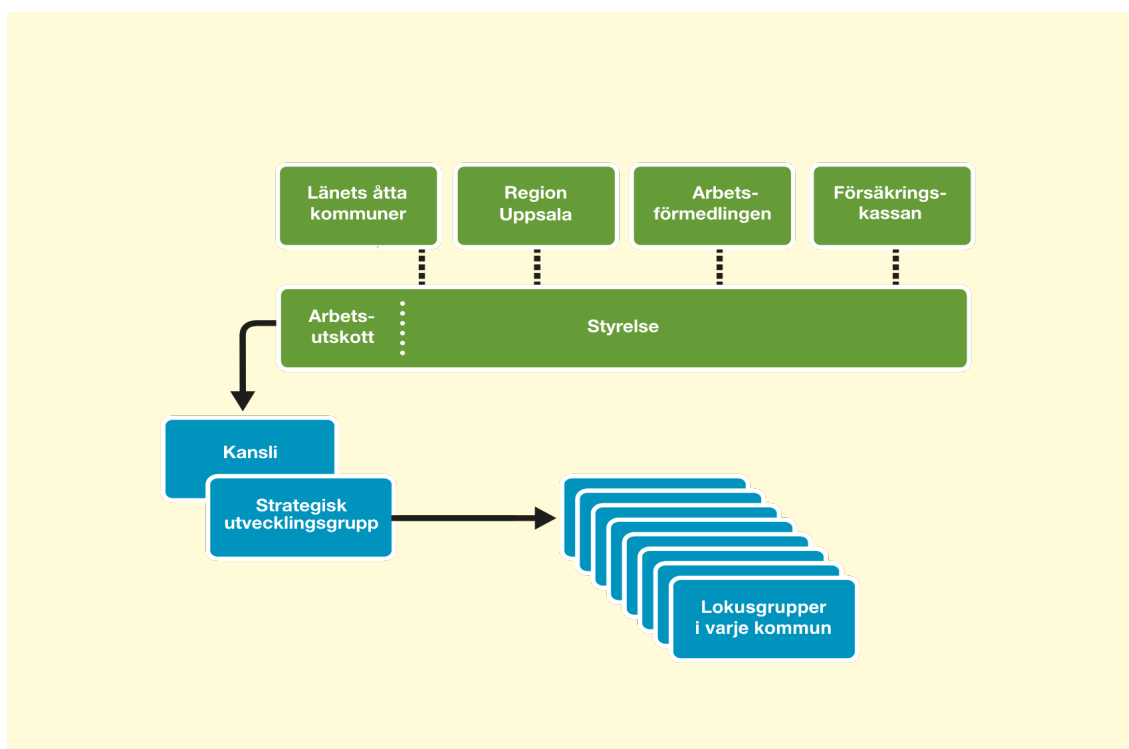 Länets åtta
kommuner
Region
Uppsala
Arbets-
förmedlingen
Försäkrings-
kassan
Arbets-
utskott
Styrelse
Kansli
Strategisk
utvecklingsgrupp
Lokusgrupper
i varje kommun